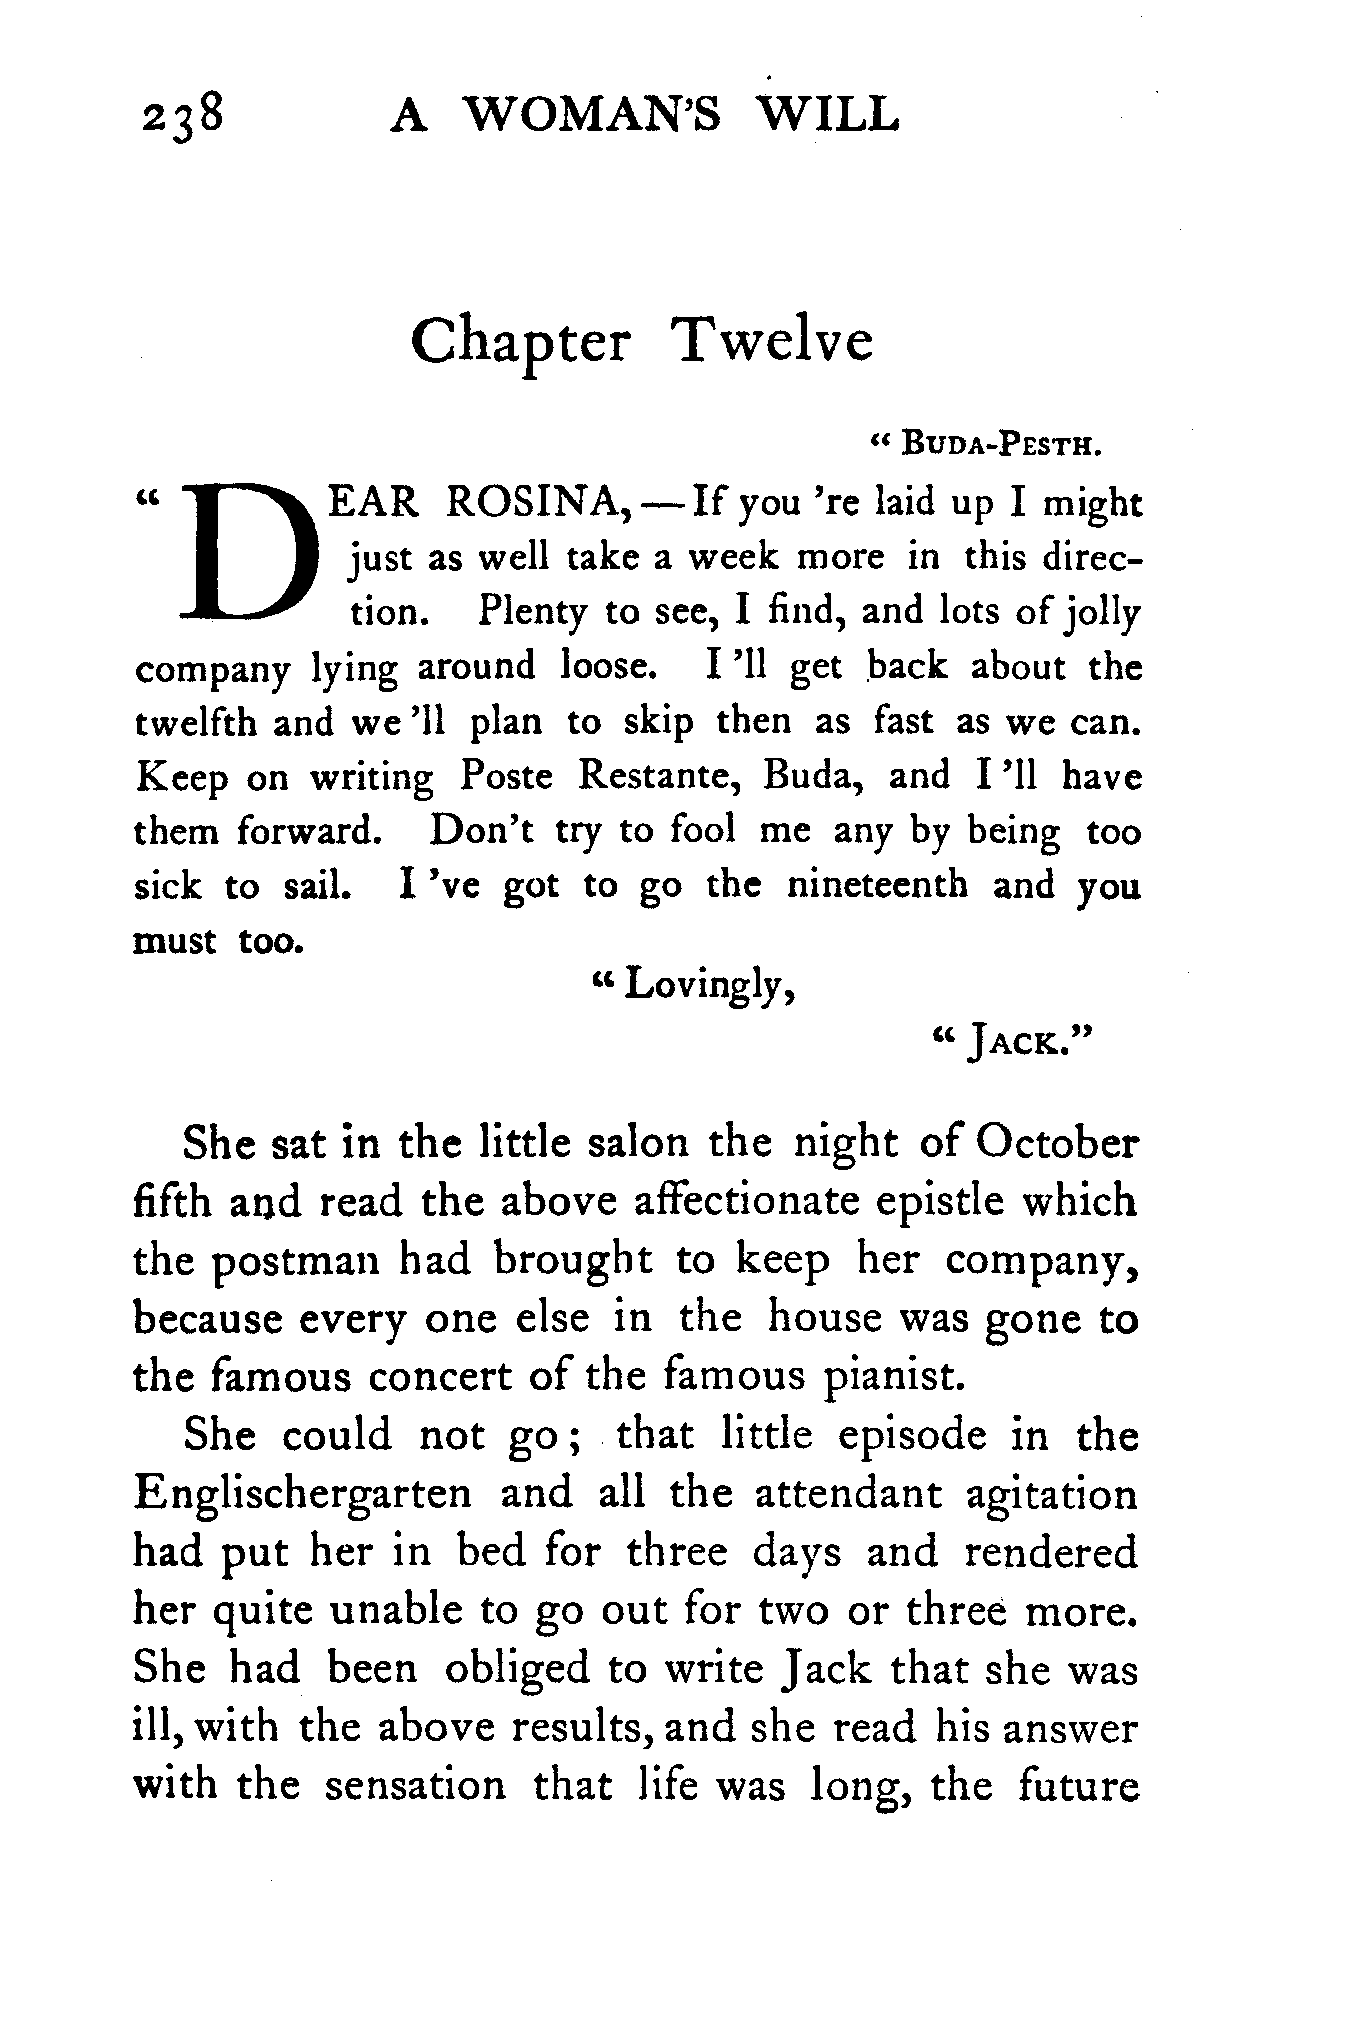 238 A WOMAN'S WILL
Chapter Twelve
“ BUDA-PESTH.
“ DEAR ROSINA,—If you 're laid up I might
just as well take a week more in this direc-
tion. Plenty to see, I find, and lots of jolly
company lying around loose. I 'll get back about the
twelfth and we 'll plan to skip then as fast as we can.
Keep on writing Poste Restante, Buda, and I 'll have
them forward. Don't try to fool me any by being too
sick to sail. I 've got to go the nineteenth and you
must too.
“ Lovingly,
“ JACK.”
She sat in the little salon the night of October
fifth and read the above affectionate epistle which
the postman had brought to keep her company,
because every one else in the house was gone to
the famous concert of the famous pianist.
She could not go ; that little episode in the
Englischergarten and all the attendant agitation
had put her in bed for three days and rendered
her quite unable to go out for two or three more.
She had been obliged to write Jack that she was
ill, with the above results, and she read his answer
with the sensation that life was long, the future